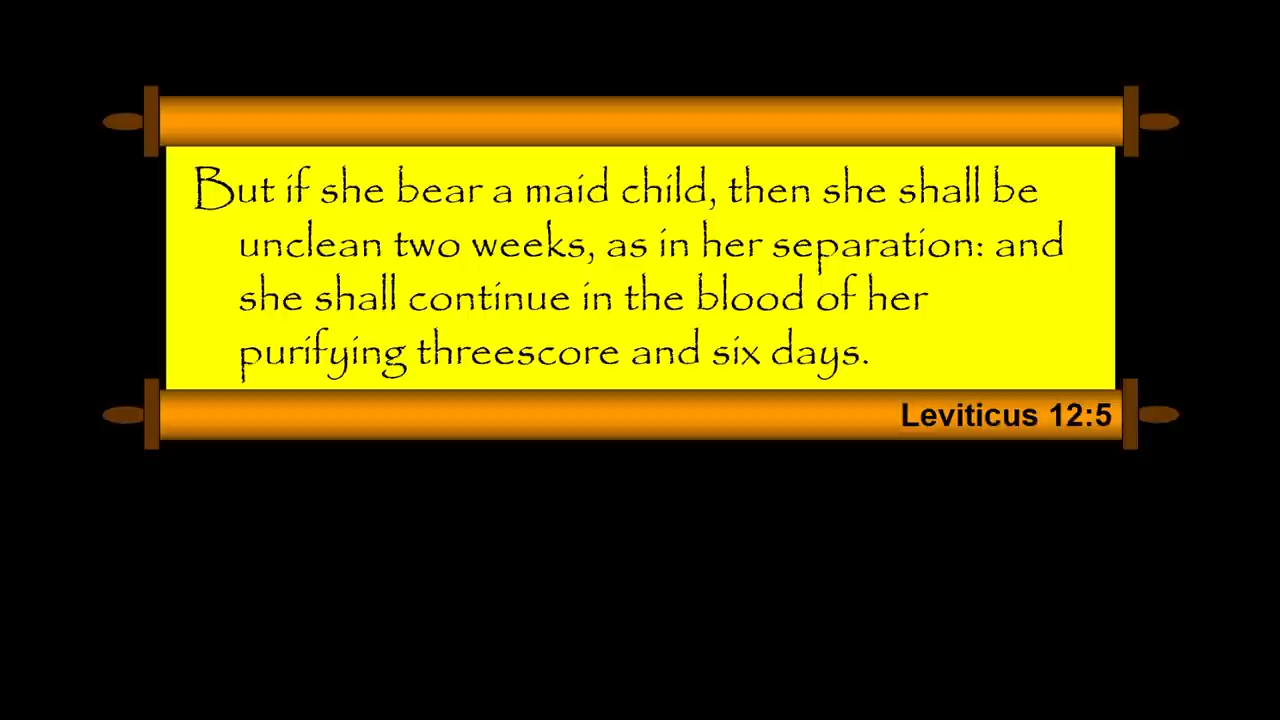 But if she bear a maid child, then she shall be
unclean two weeks, as in her separation: and
she shall continue in the blood of her
purifying threescore and six days.
Leviticus 12:5